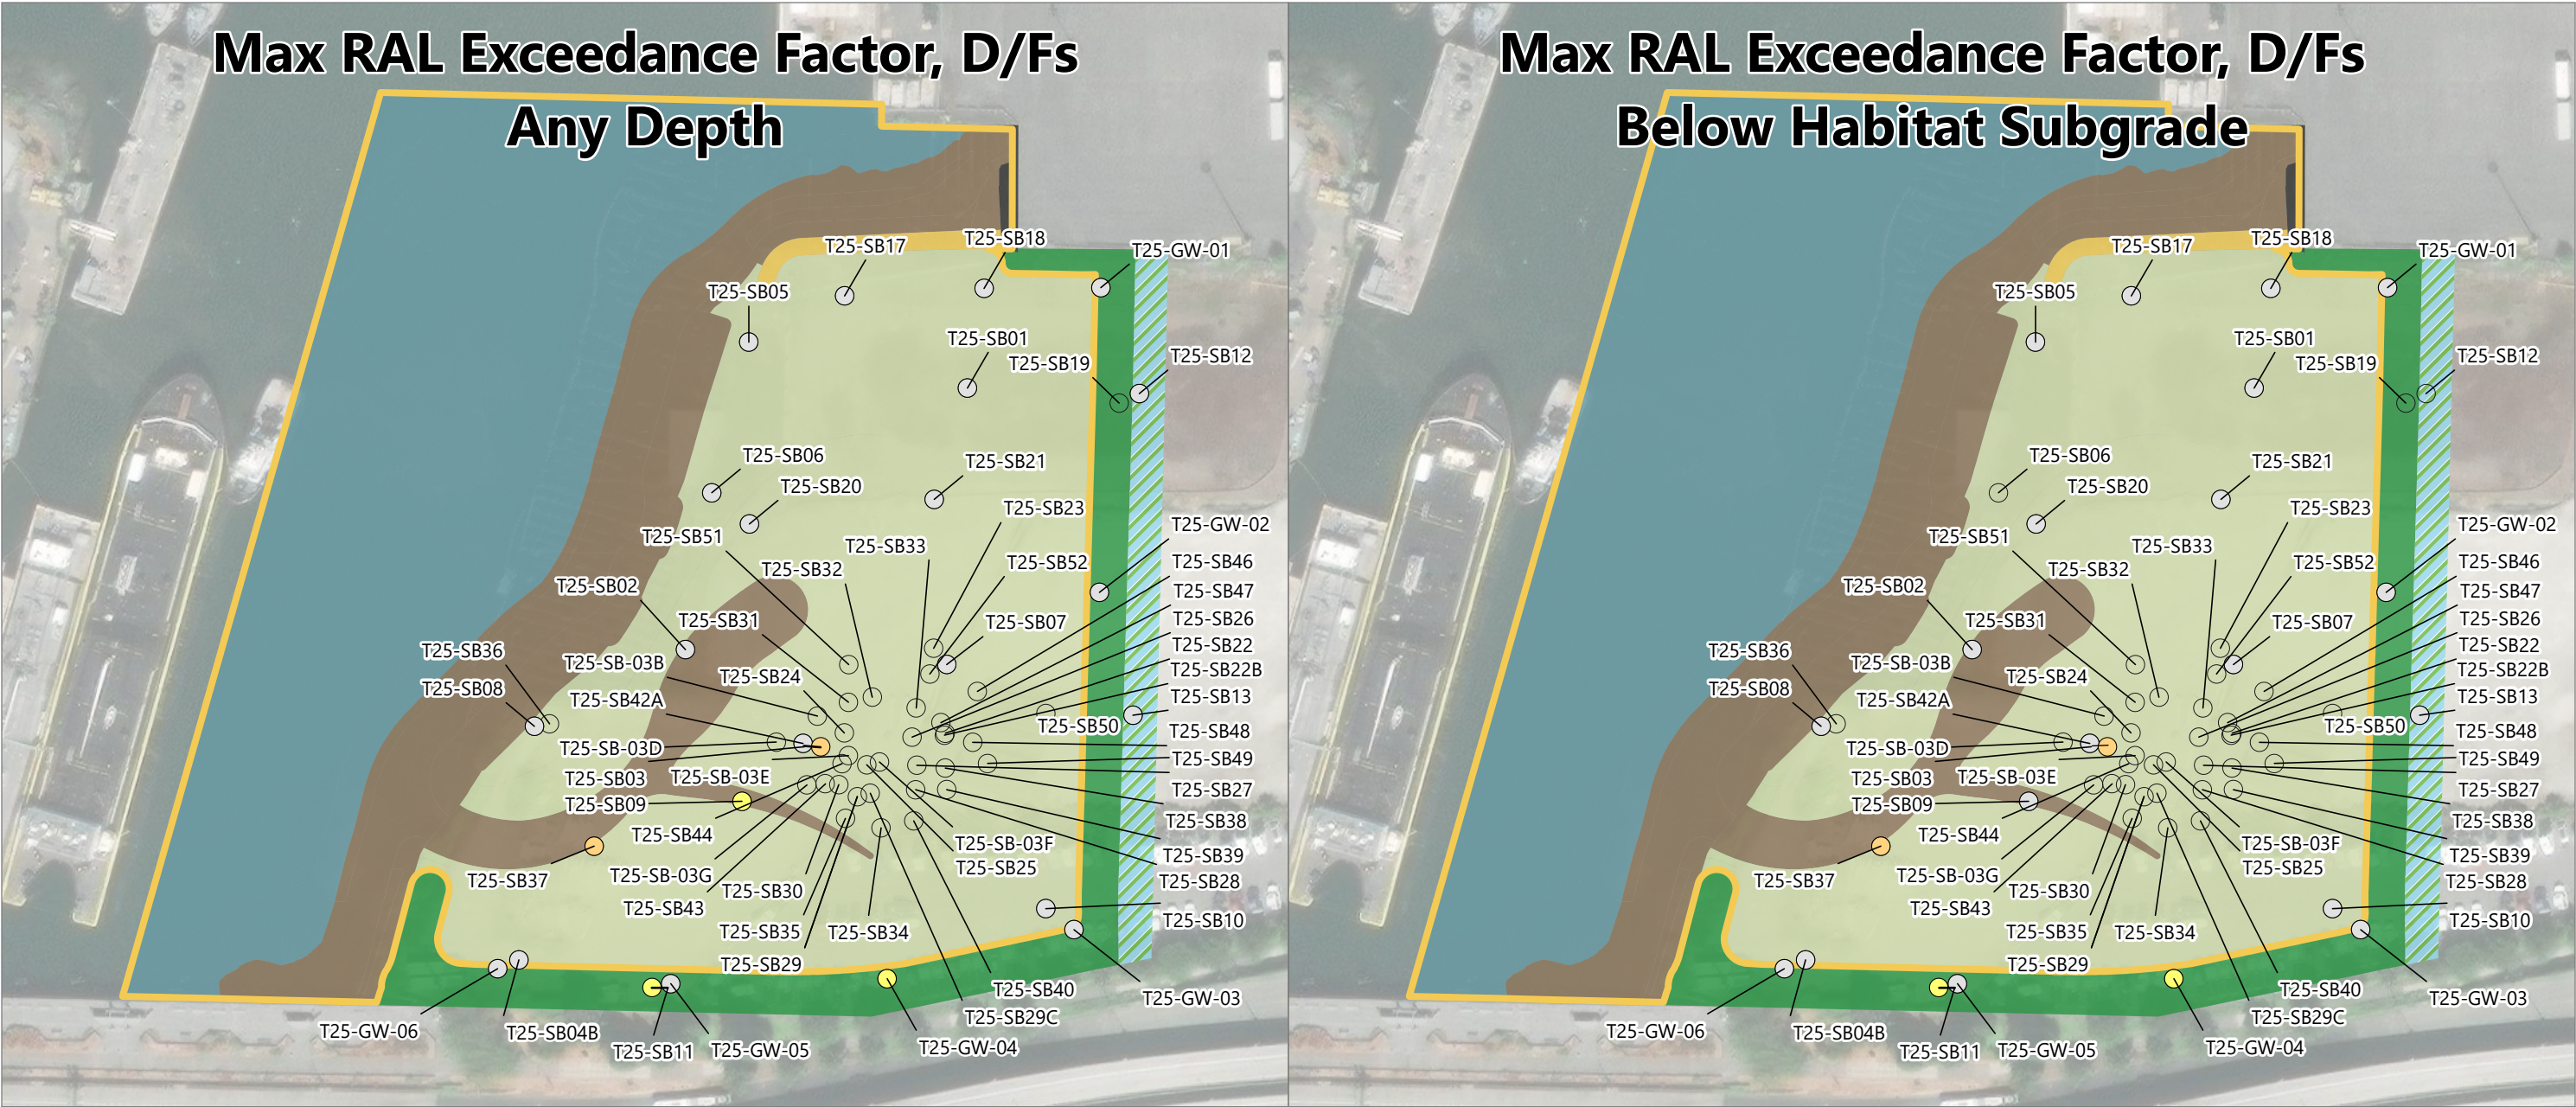 Max RAL Exceedance Factor, D/Fs
Any Depth
T25-SB17
T25-SB18
T25-GW-01
T25-SB05
T25-SB01
T25-SB19
T25-SB12
T25-SB06
T25-SB21
T25-SB20
T25-SB23
T25-SB51
T25-SB33
T25-GW-02
T25-SB32
T25-SB52
T25-SB46
T25-SB02
T25-SB47
T25-SB31
T25-SB07
T25-SB26
T25-SB36
T25-SB-03B
T25-SB22
T25-SB24
T25-SB22B
T25-SB08
T25-SB42A
T25-SB13
T25-SB50
T25-SB48
T25-SB-03D
T25-SB49
T25-SB03
T25-SB-03E
T25-SB27
T25-SB09
T25-SB38
T25-SB44
T25-SB-03F
T25-SB39
T25-SB25
T25-SB37
T25-SB-03G
T25-SB28
T25-SB30
T25-SB43
T25-SB10
T25-SB35
T25-SB34
T25-SB29
T25-SB40
T25-GW-03
T25-SB29C
T25-GW-06
T25-SB04B
T25-SB11
T25-GW-05
T25-GW-04
Max RAL Exceedance Factor, D/Fs
Below Habitat Subgrade
T25-SB17
T25-SB18
T25-GW-01
T25-SB05
T25-SB01
T25-SB19
T25-SB12
T25-SB06
T25-SB21
T25-SB20
T25-SB23
T25-SB51
T25-SB33
T25-GW-02
T25-SB32
T25-SB52
T25-SB46
T25-SB02
T25-SB47
T25-SB31
T25-SB07
T25-SB26
T25-SB36
T25-SB-03B
T25-SB22
T25-SB24
T25-SB22B
T25-SB08
T25-SB42A
T25-SB13
T25-SB50
T25-SB48
T25-SB-03D
T25-SB49
T25-SB03
T25-SB-03E
T25-SB27
T25-SB09
T25-SB38
T25-SB44
T25-SB-03F
T25-SB39
T25-SB25
T25-SB37
T25-SB-03G
T25-SB28
T25-SB30
T25-SB43
T25-SB10
T25-SB35
T25-SB34
T25-SB29
T25-SB40
T25-GW-03
T25-SB29C
T25-GW-06
T25-SB04B
T25-SB11
T25-GW-05
T25-GW-04